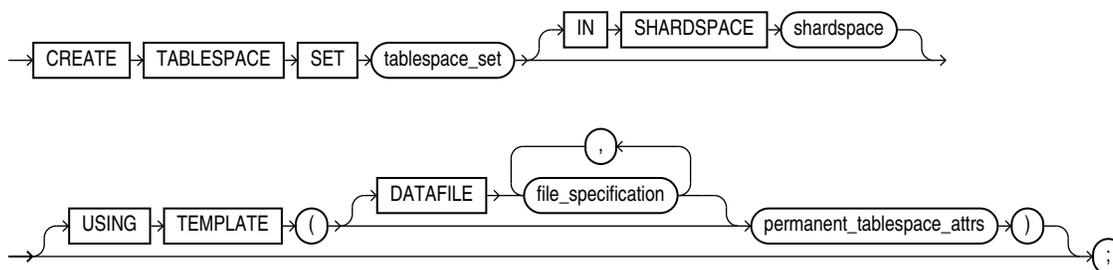 IN SHARDSPACE shardspace
CREATE TABLESPACE SET tablespace_set
,
DATAFILE file_specification
USING TEMPLATE ( permanent_tablespace_attrs )
;